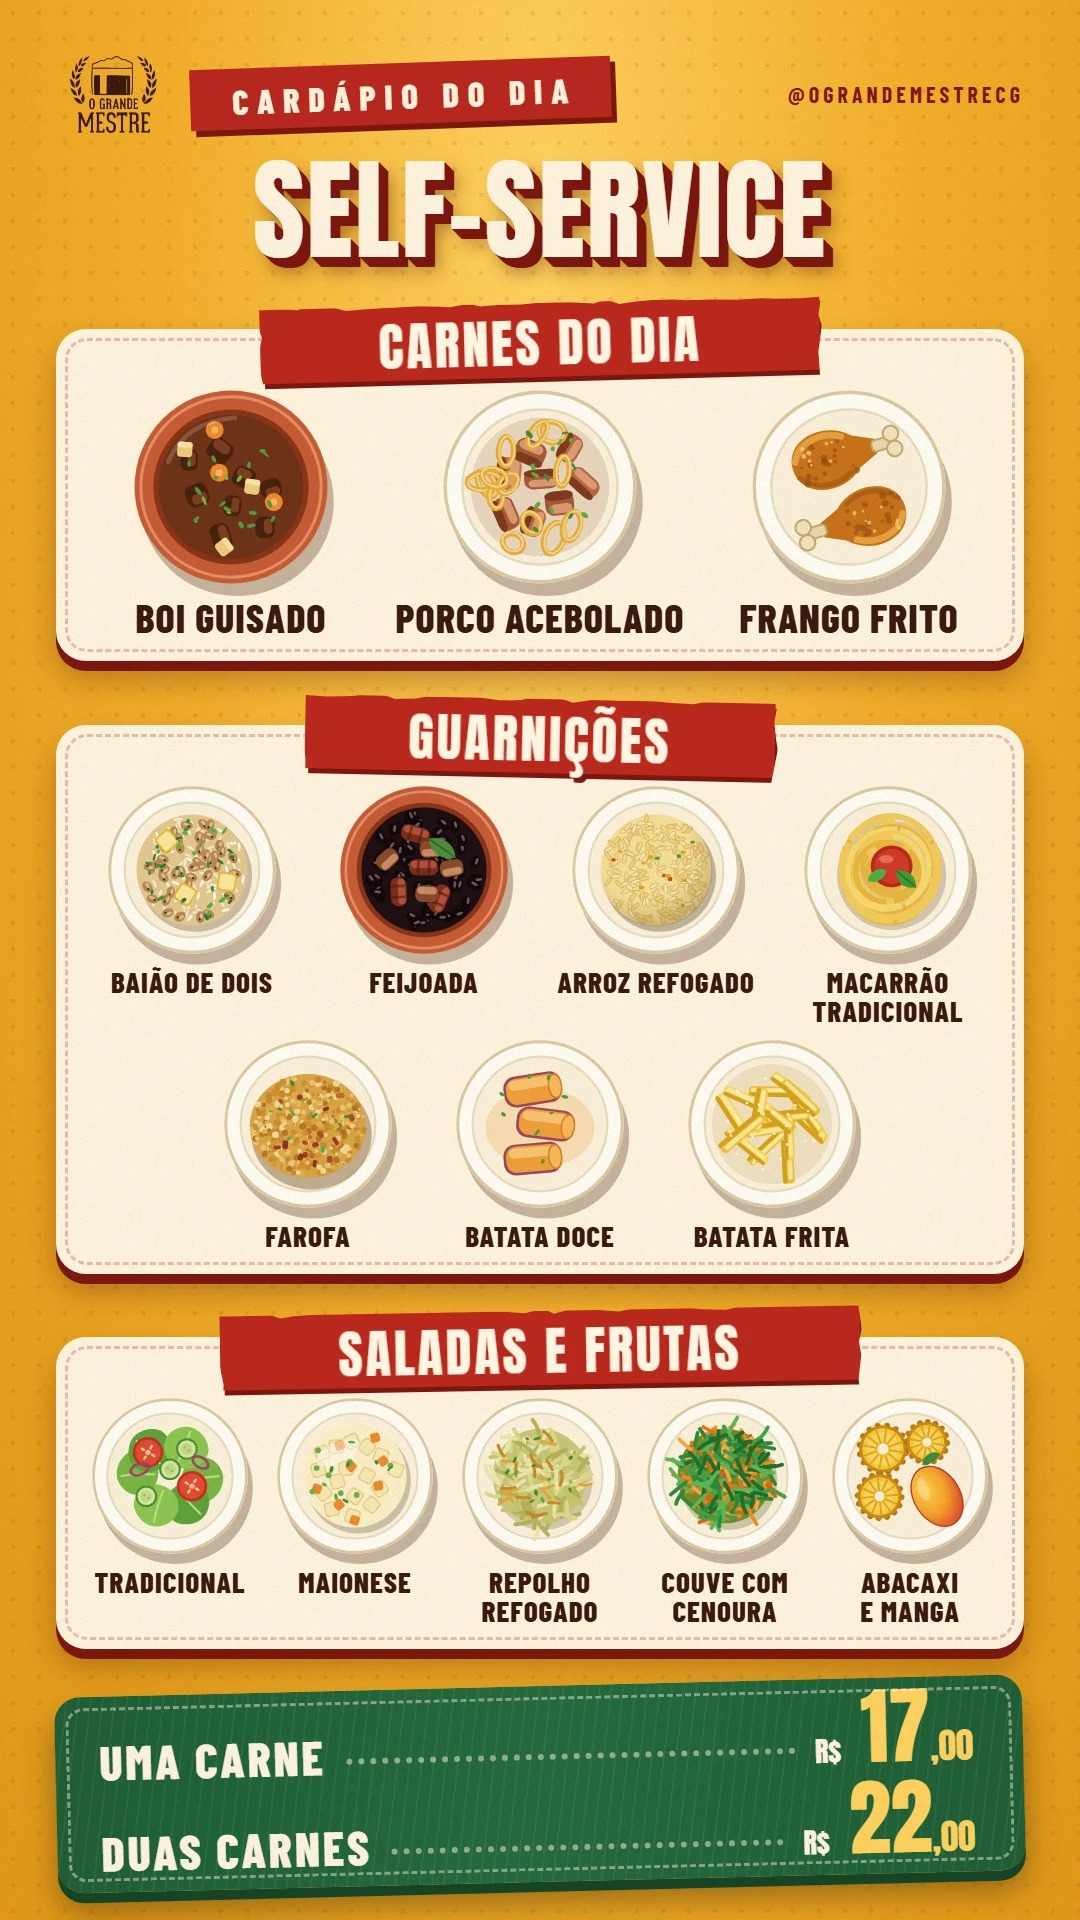 O GRANDE
MESTRE
CARDÁPIO DO DIA
@OGRANDEMESTRECG
SELF-SERVICE
CARNES DO DIA
BOI GUISADO
PORCO ACEBOLADO
FRANGO FRITO
GUARNIÇÕES
BAIÃO DE DOIS
FEIJOADA
ARROZ REFOGADO
MACARRÃO
TRADICIONAL
FAROFA
BATATA DOCE
BATATA FRITA
SALADAS E FRUTAS
TRADICIONAL
MAIONESE
REPOLHO
REFOGADO
COUVE COM
CENOURA
ABACAXI
E MANGA
UMA CARNE R$ 17,00
DUAS CARNES R$ 22,00